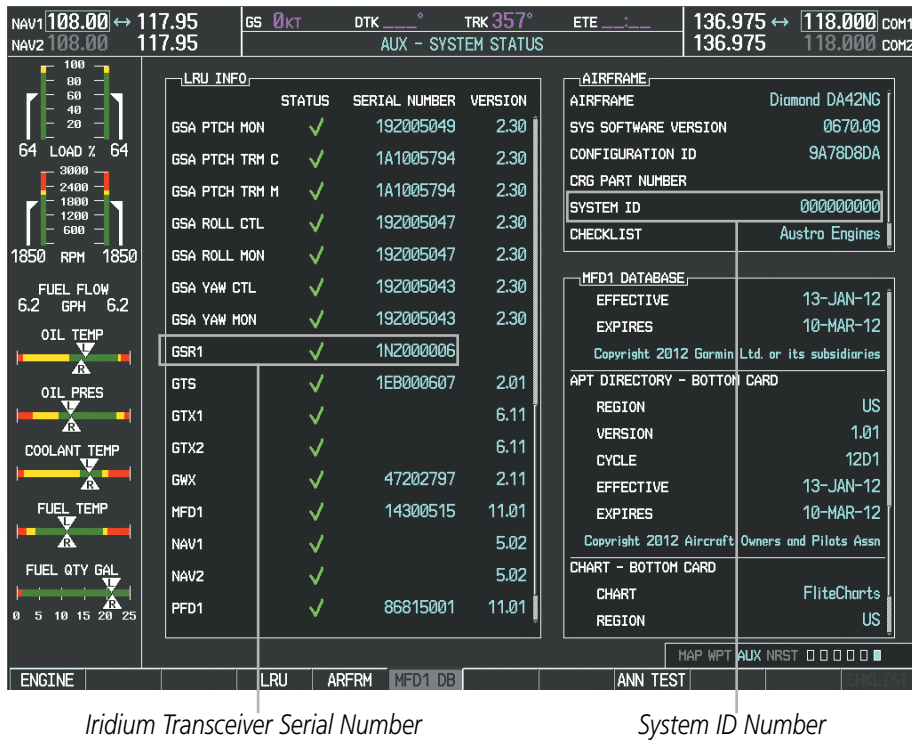 NAV1 108.00 ↔ 117.95 GS 0KT DTK ___° TRK 357° ETE __:__ 136.975 ↔ 118.000 COM1
NAV2 108.00 117.95 AUX - SYSTEM STATUS 136.975 118.000 COM2
100
80
60
40
20
64 LOAD % 64
3000
2400
1800
1200
600
1850 RPM 1850
FUEL FLOW
6.2 GPH 6.2
OIL TEMP
L
R
OIL PRES
L
R
COOLANT TEMP
L
R
FUEL TEMP
L
R
FUEL QTY GAL
L
R
0 5 10 15 20 25
LRU INFO
STATUS SERIAL NUMBER VERSION
GSA PTCH MON ✓ 19Z005049 2.30
GSA PTCH TRM C ✓ 1A1005794 2.30
GSA PTCH TRM M ✓ 1A1005794 2.30
GSA ROLL CTL ✓ 19Z005047 2.30
GSA ROLL MON ✓ 19Z005047 2.30
GSA YAW CTL ✓ 19Z005043 2.30
GSA YAW MON ✓ 19Z005043 2.30
GSR1 ✓ 1NZ000006
GTS ✓ 1EB000607 2.01
GTX1 ✓ 6.11
GTX2 ✓ 6.11
GWX ✓ 47202797 2.11
MFD1 ✓ 14300515 11.01
NAV1 ✓ 5.02
NAV2 ✓ 5.02
PFD1 ✓ 86815001 11.01
AIRFRAME
AIRFRAME Diamond DA42NG
SYS SOFTWARE VERSION 0670.09
CONFIGURATION ID 9A78D8DA
CRG PART NUMBER
SYSTEM ID 000000000
CHECKLIST Austro Engines
MFD1 DATABASE
EFFECTIVE 13-JAN-12
EXPIRES 10-MAR-12
Copyright 2012 Garmin Ltd. or its subsidiaries
APT DIRECTORY - BOTTOM CARD
REGION US
VERSION 1.01
CYCLE 12D1
EFFECTIVE 13-JAN-12
EXPIRES 10-MAR-12
Copyright 2012 Aircraft Owners and Pilots Assn
CHART - BOTTOM CARD
CHART FliteCharts
REGION US
MAP WPT AUX NRST
ENGINE LRU ARFRM MFD1 DB ANN TEST CHKLIST
Iridium Transceiver Serial Number System ID Number